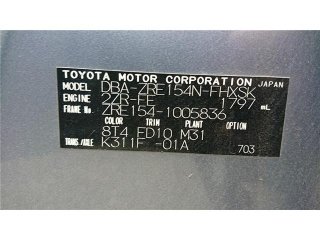 TOYOTA MOTOR CORPORATION JAPAN
MODEL DBA-ZRE154N-FHXSK
ENGINE 2ZR-FE 1797 mL
FRAME No. ZRE154-1005836
COLOR TRIM PLANT OPTION
8T4 FD10 M31
TRANS./AXLE K311F -01A
703